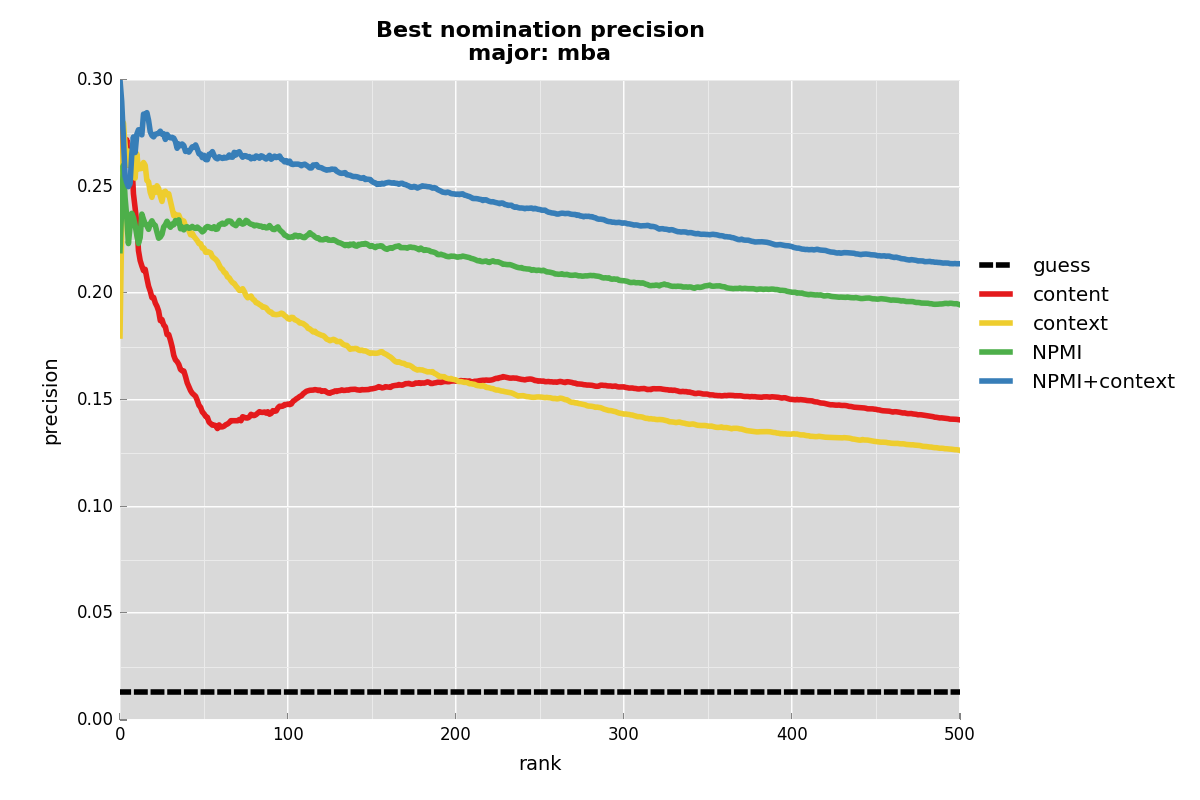 Best nomination precision
major: mba
0.30
0.25
0.20
0.15
0.10
0.05
0.00
precision
0 100 200 300 400 500
rank
guess
content
context
NPMI
NPMI+context